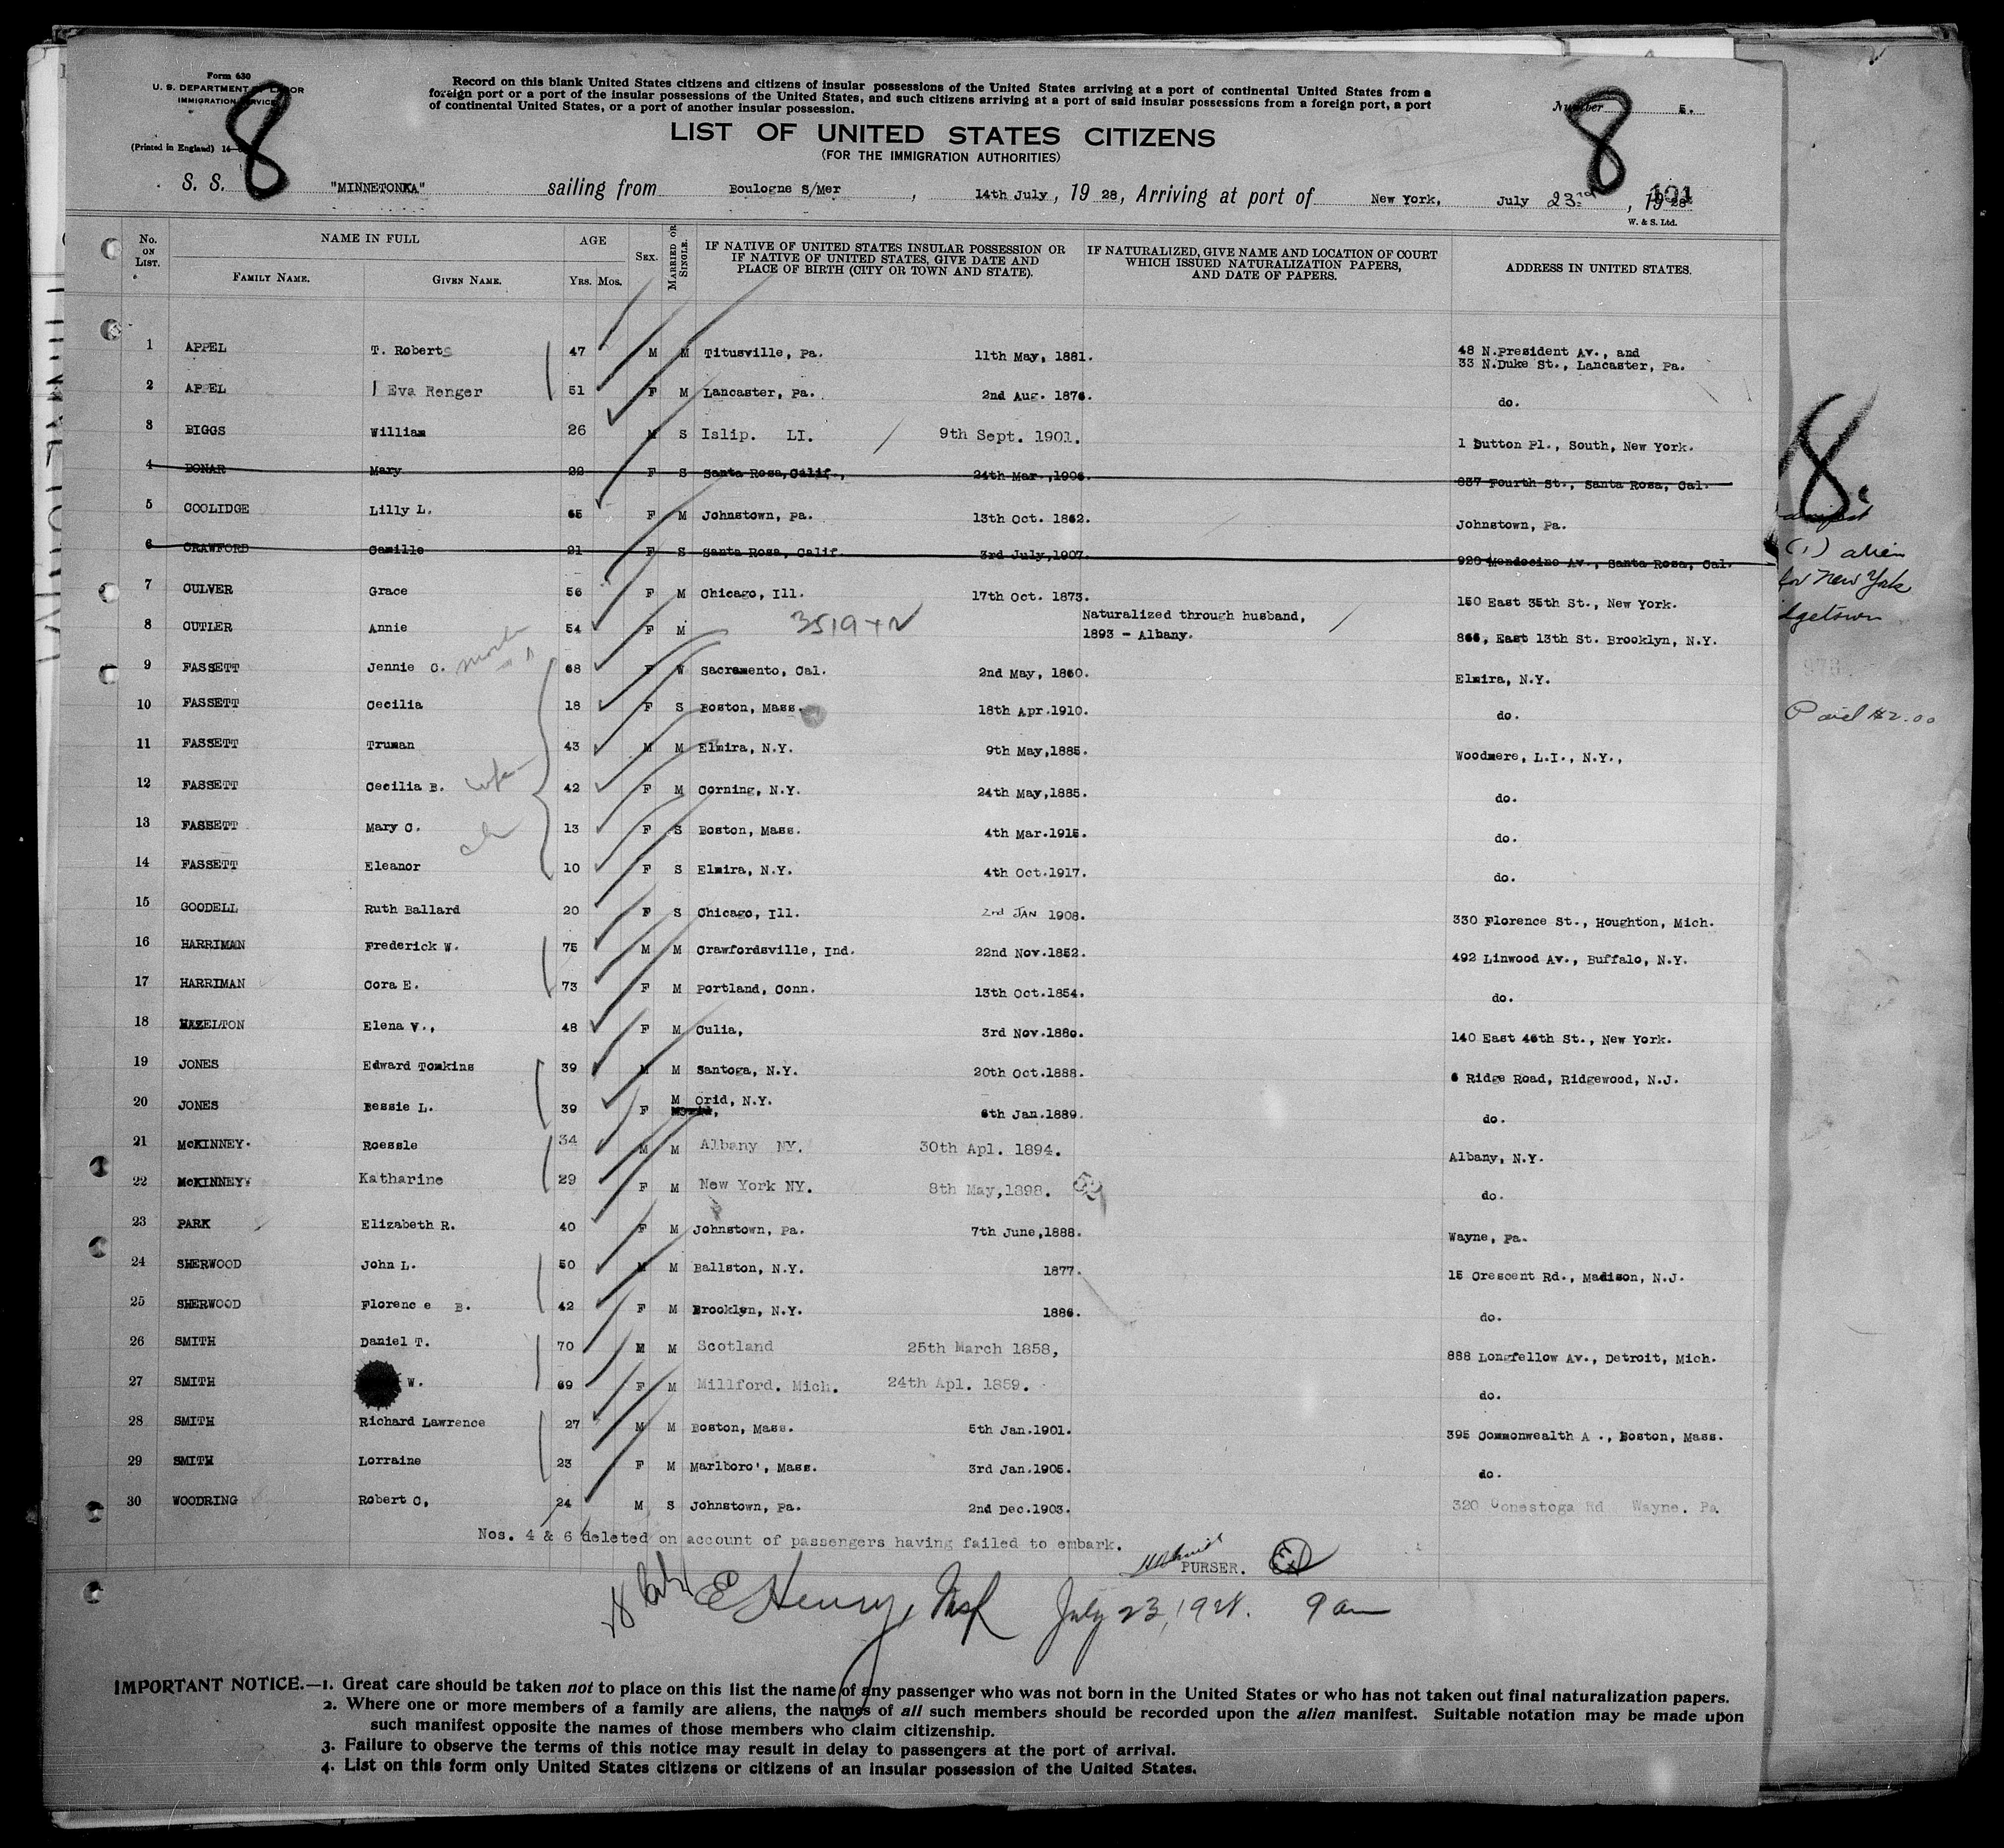 Form 630
U. S. DEPARTMENT OF LABOR
IMMIGRATION SERVICE
(Printed in England) 14—
8
Record on this blank United States citizens and citizens of insular possessions of the United States arriving at a port of continental United States from a
foreign port or a port of the insular possessions of the United States, and such citizens arriving at a port of said insular possessions from a foreign port, a port
of continental United States, or a port of another insular possession.
Number 5.
8
LIST OF UNITED STATES CITIZENS
(FOR THE IMMIGRATION AUTHORITIES)
S. S. "MINNETONKA" sailing from Boulogne S/Mer, 14th July, 19 28, Arriving at port of New York, July 23rd, 1928
101
W. & S. Ltd.
No. ON LIST. NAME IN FULL FAMILY NAME. GIVEN NAME. AGE YRS. MOS. SEX. MARRIED OR SINGLE. IF NATIVE OF UNITED STATES INSULAR POSSESSION OR IF NATIVE OF UNITED STATES, GIVE DATE AND PLACE OF BIRTH (CITY OR TOWN AND STATE). IF NATURALIZED, GIVE NAME AND LOCATION OF COURT WHICH ISSUED NATURALIZATION PAPERS, AND DATE OF PAPERS. ADDRESS IN UNITED STATES.
1 APPEL T. Roberts 47 M M Titusville, Pa. 11th May, 1881. 48 N.President Av., and
33 N.Duke St., Lancaster, Pa.
2 APPEL Eva Renger 51 F M Lancaster, Pa. 2nd Aug. 1876. do.
3 BIGGS William 26 M S Islip. LI. 9th Sept. 1901. 1 Dutton Pl., South, New York.
4 BONAR Mary 22 F S Santa Rosa, Calif., 24th Mar.,1906. 837 Fourth St., Santa Rosa, Cal.
5 COOLIDGE Lilly L. 65 F M Johnstown, Pa. 13th Oct. 1862. Johnstown, Pa.
6 CRAWFORD Camille 21 F S Santa Rosa, Calif. 3rd July,1907. 920 Mendocino Av., Santa Rosa, Cal.
7 CULVER Grace 56 F M Chicago, Ill. 17th Oct. 1873. 150 East 35th St., New York.
8 CUTLER Annie 54 F M 3519+2 Naturalized through husband,
1893 - Albany. 866, East 13th St. Brooklyn, N.Y.
9 FASSETT Jennie C. 68 F W Sacramento, Cal. 2nd May, 1860. Elmira, N.Y.
10 FASSETT Cecilia 18 F S Boston, Mass. 18th Apr.1910. do.
11 FASSETT Truman 43 M M Elmira, N.Y. 9th May,1885. Woodmere, L.I., N.Y.,
12 FASSETT Cecilia B. wife 42 F M Corning, N.Y. 24th May,1885. do.
13 FASSETT Mary C. ch 13 F S Boston, Mass. 4th Mar.1915. do.
14 FASSETT Eleanor 10 F S Elmira, N.Y. 4th Oct.1917. do.
15 GOODELL Ruth Ballard 20 F S Chicago, Ill. 2nd JAN 1908. 330 Florence St., Houghton, Mich.
16 HARRIMAN Frederick W. 75 M M Crawfordsville, Ind. 22nd Nov.1852. 492 Linwood Av., Buffalo, N.Y.
17 HARRIMAN Cora E. 73 F M Portland, Conn. 13th Oct.1854. do.
18 HAZELTON Elena V., 48 F M Culia, 3rd Nov.1880. 140 East 46th St., New York.
19 JONES Edward Tomkins 39 M M Santoga, N.Y. 20th Oct.1888. 6 Ridge Road, Ridgewood, N.J.
20 JONES Bessie L. 39 F M Orid, N.Y. 6th Jan.1889. do.
21 McKINNEY. Roessle 34 M M Albany NY. 30th Apl. 1894. Albany, N.Y.
22 McKINNEY Katharine 29 F M New York NY. 8th May,1898. do.
23 PARK Elizabeth R. 40 F M Johnstown, Pa. 7th June,1888. Wayne, Pa.
24 SHERWOOD John L. 50 M M Ballston, N.Y. 1877. 15 Crescent Rd., Madison, N.J.
25 SHERWOOD Florence B. 42 F M Brooklyn, N.Y. 1886. do.
26 SMITH Daniel T. 70 M M Scotland 25th March 1858, 888 Longfellow Av., Detroit, Mich.
27 SMITH W. 69 F M Millford. Mich. 24th Apl. 1859. do.
28 SMITH Richard Lawrence 27 M M Boston, Mass. 5th Jan.1901. 395 Commonwealth A ., Boston, Mass.
29 SMITH Lorraine 23 F M Marlboro', Mass. 3rd Jan.1905. do.
30 WOODRING Robert C, 24 M S Johnstown, Pa. 2nd Dec.1903. 320 Conestoga Rd Wayne. Pa
Nos. 4 & 6 deleted on account of passengers having failed to embark.
PURSER.
E Henry, July 23, 1928. 9 am
8
(1) alien
for New York
Paid $2.00
IMPORTANT NOTICE.—1. Great care should be taken not to place on this list the name of any passenger who was not born in the United States or who has not taken out final naturalization papers.
2. Where one or more members of a family are aliens, the names of all such members should be recorded upon the alien manifest. Suitable notation may be made upon
such manifest opposite the names of those members who claim citizenship.
3. Failure to observe the terms of this notice may result in delay to passengers at the port of arrival.
4. List on this form only United States citizens or citizens of an insular possession of the United States.